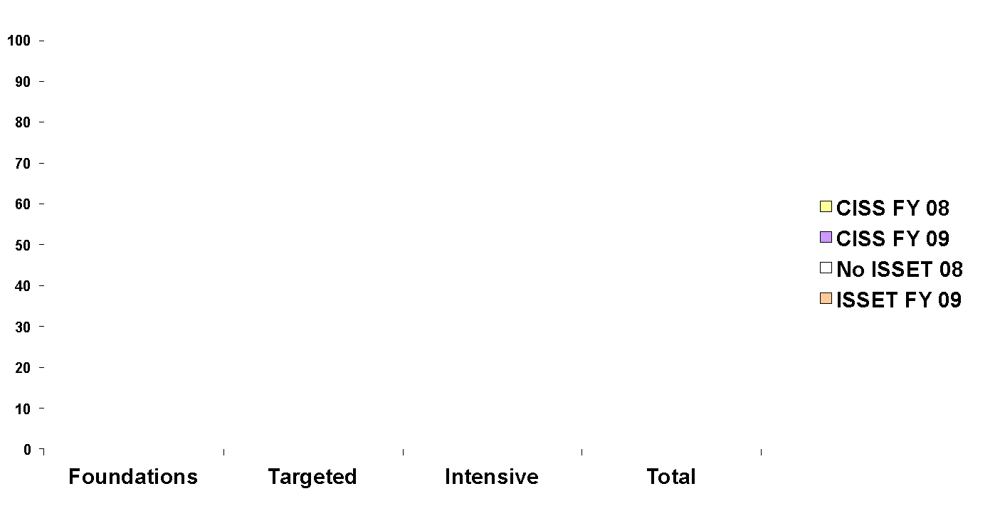 100
90
80
70
60
50
40
30
20
10
0
Foundations Targeted Intensive Total
CISS FY 08
CISS FY 09
No ISSET 08
ISSET FY 09